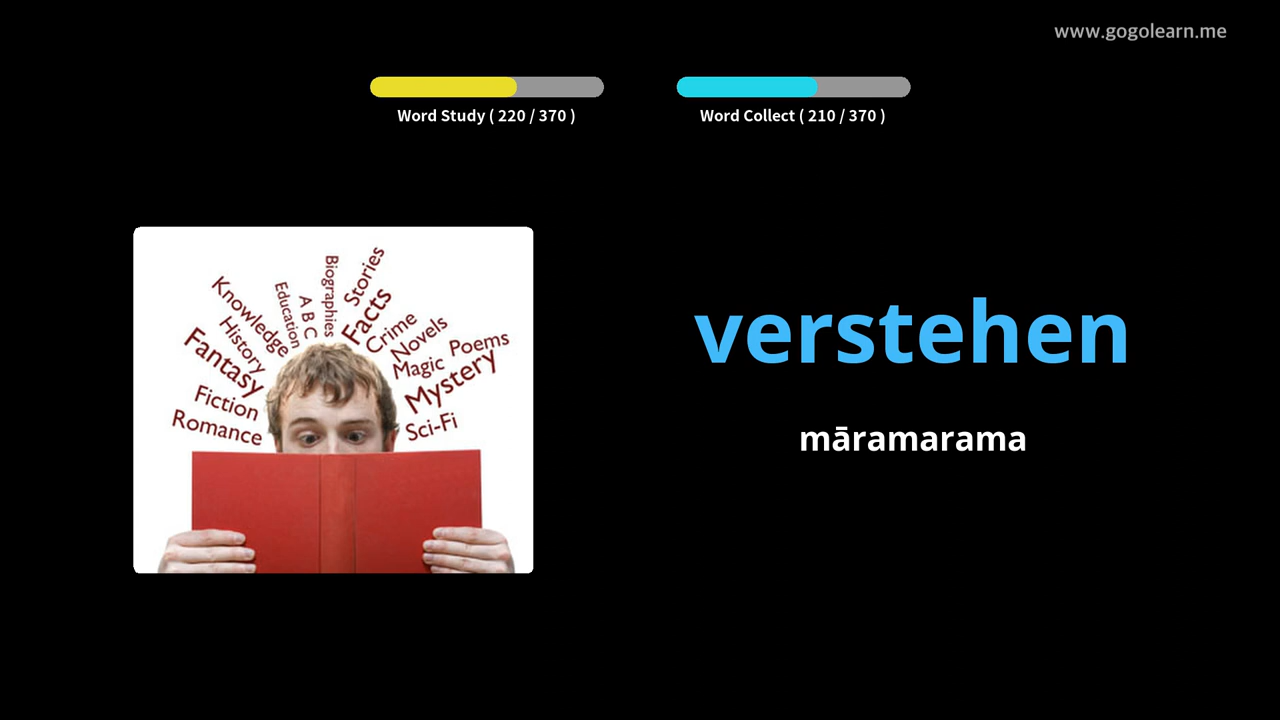 www.gogolearn.me
Word Study ( 220 / 370 )
Word Collect ( 210 / 370 )
Knowledge
Education
A B C
Biographies
Stories
Facts
History
Crime
Novels
Poems
Fantasy
Magic
Mystery
Fiction
Romance
Sci-Fi
verstehen
māramarama